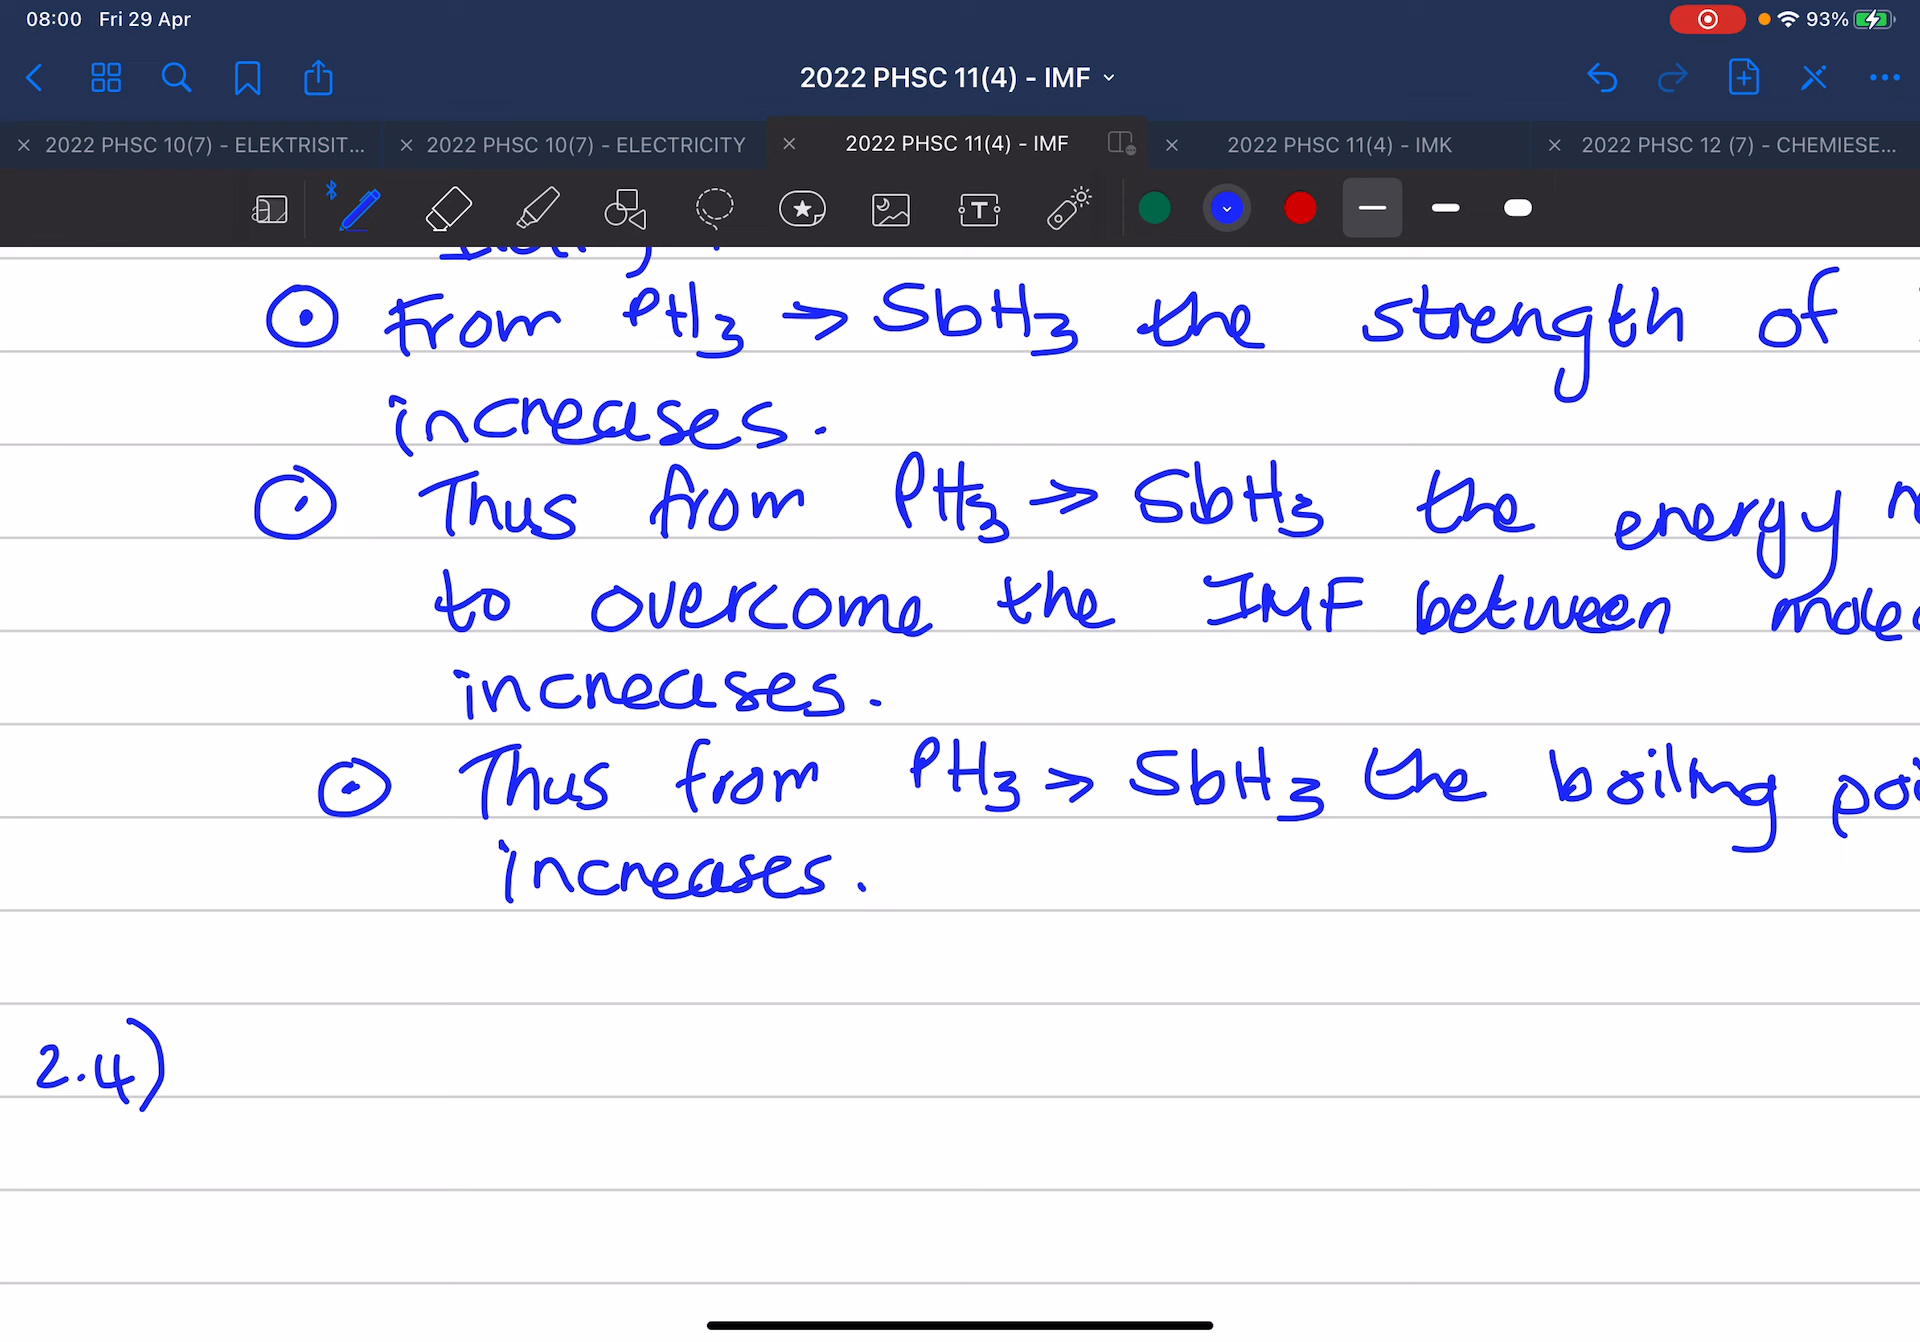 08:00 Fri 29 Apr 93%
2022 PHSC 11(4) - IMF
2022 PHSC 10(7) - ELEKTRISIT... 2022 PHSC 10(7) - ELECTRICITY 2022 PHSC 11(4) - IMF 2022 PHSC 11(4) - IMK 2022 PHSC 12 (7) - CHEMIESE...
From PH3 → SbH3 the strength of
increases.
Thus from PH3 → SbH3 the energy
to overcome the IMF between molec
increases.
Thus from PH3 → SbH3 the boiling poi
increases.
2.4)